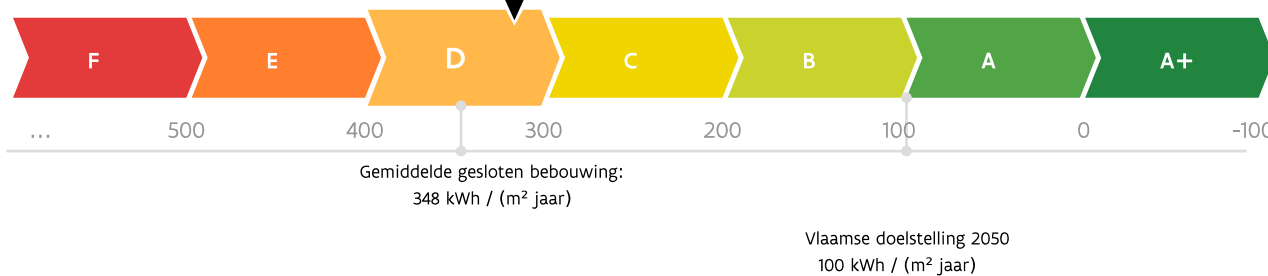 F E D C B A A+
... 500 400 300 200 100 0 -100
Gemiddelde gesloten bebouwing:
348 kWh / (m² jaar)
Vlaamse doelstelling 2050
100 kWh / (m² jaar)